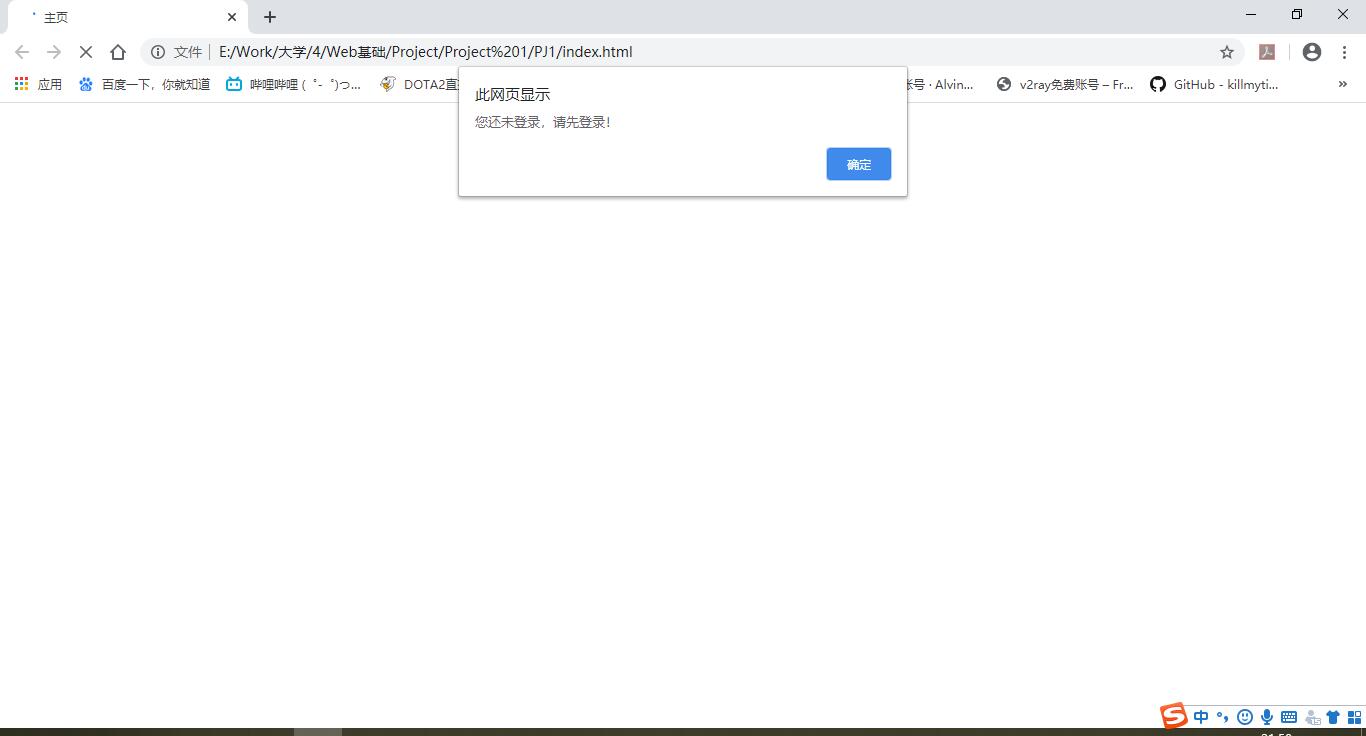 主页
文件 E:/Work/大学/4/Web基础/Project/Project%201/PJ1/index.html
应用 百度一下，你就知道 哔哩哔哩 (゜-゜)つ... DOTA2直 账号 · Alvin... v2ray免费账号 – Fr... GitHub - killmyti... »
此网页显示
您还未登录，请先登录!
确定
中